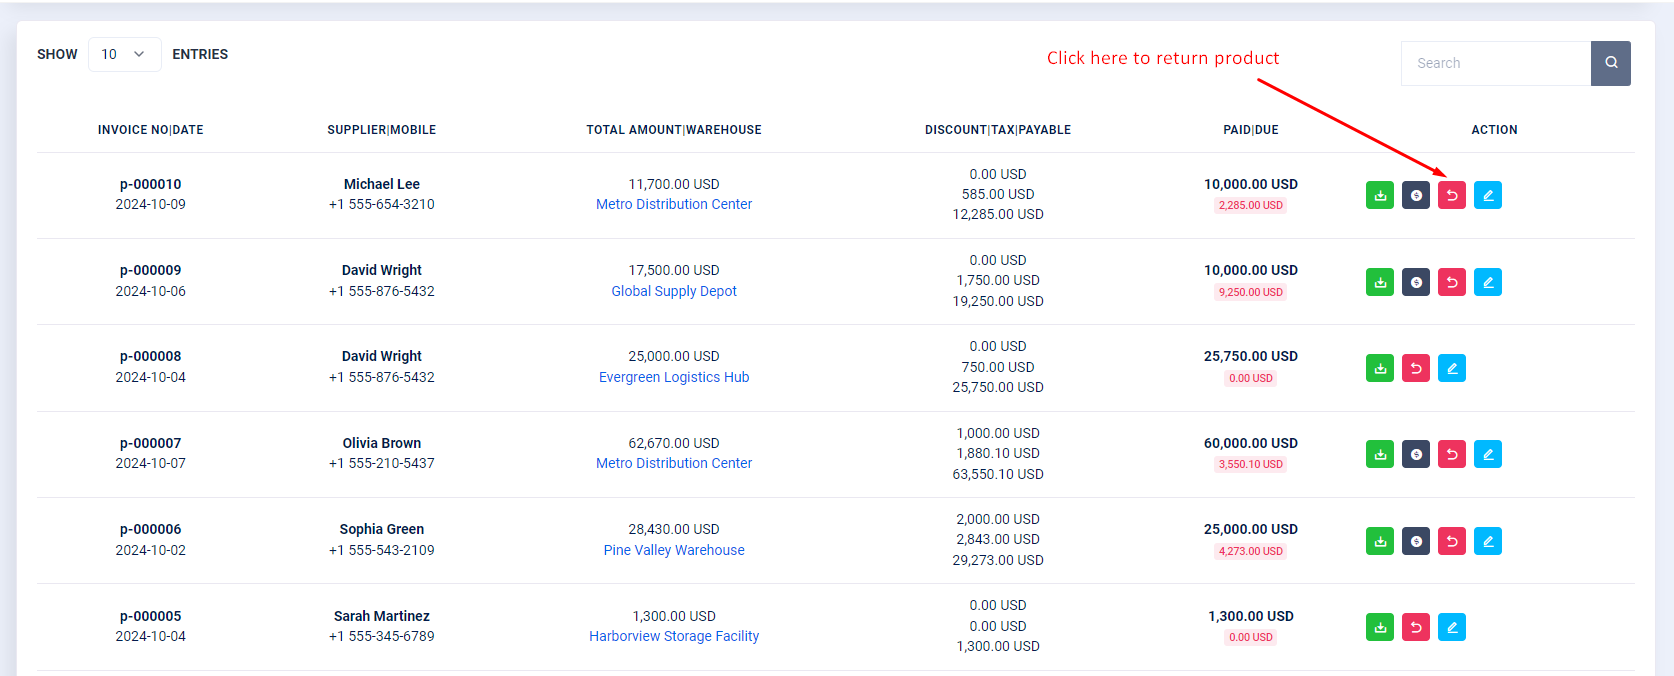 SHOW 10 ENTRIES
Click here to return product
Search
INVOICE NO|DATE SUPPLIER|MOBILE TOTAL AMOUNT|WAREHOUSE DISCOUNT|TAX|PAYABLE PAID|DUE ACTION
0.00 USD
p-000010 Michael Lee 11,700.00 USD 10,000.00 USD
585.00 USD
2024-10-09 +1 555-654-3210 Metro Distribution Center 2,285.00 USD
12,285.00 USD
0.00 USD
p-000009 David Wright 17,500.00 USD 10,000.00 USD
1,750.00 USD
2024-10-06 +1 555-876-5432 Global Supply Depot 9,250.00 USD
19,250.00 USD
0.00 USD
p-000008 David Wright 25,000.00 USD 25,750.00 USD
750.00 USD
2024-10-04 +1 555-876-5432 Evergreen Logistics Hub 0.00 USD
25,750.00 USD
1,000.00 USD
p-000007 Olivia Brown 62,670.00 USD 60,000.00 USD
1,880.10 USD
2024-10-07 +1 555-210-5437 Metro Distribution Center 3,550.10 USD
63,550.10 USD
2,000.00 USD
p-000006 Sophia Green 28,430.00 USD 25,000.00 USD
2,843.00 USD
2024-10-02 +1 555-543-2109 Pine Valley Warehouse 4,273.00 USD
29,273.00 USD
0.00 USD
p-000005 Sarah Martinez 1,300.00 USD 1,300.00 USD
0.00 USD
2024-10-04 +1 555-345-6789 Harborview Storage Facility 0.00 USD
1,300.00 USD